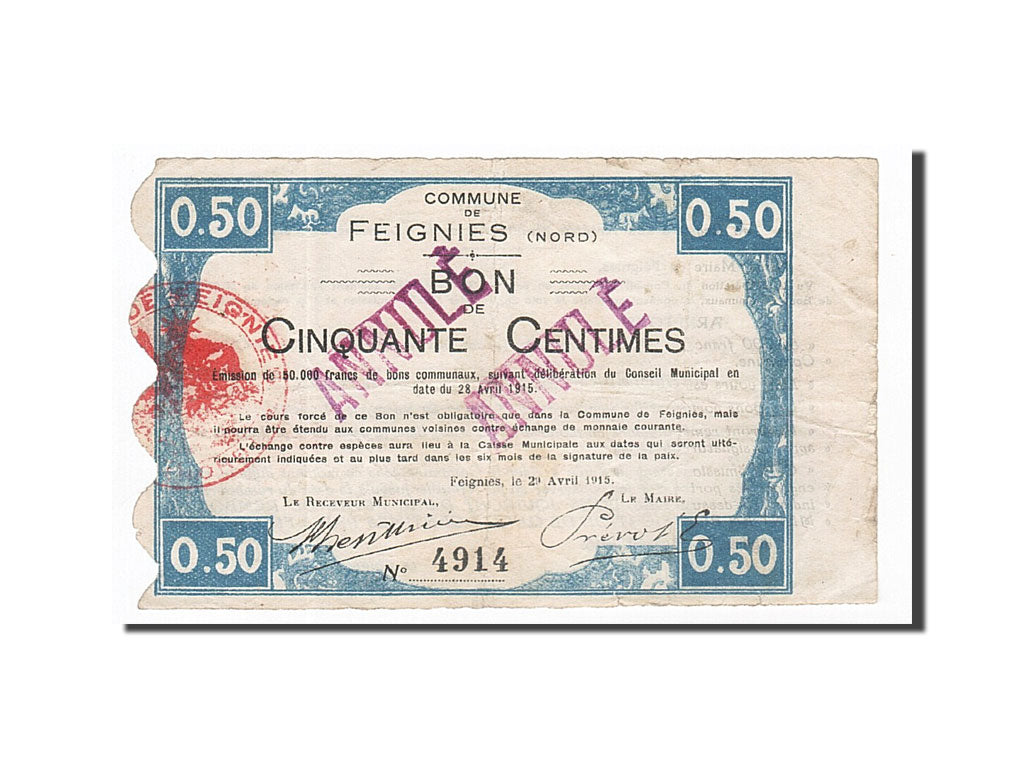 0.50
0.50
COMMUNE
DE
FEIGNIES (NORD)
BON
DE
CINQUANTE CENTIMES
ANNULÉ
ANNULÉ
Emission de 50.000 francs de bons communaux, suivant délibération du Conseil Municipal en
date du 28 Avril 1915.
Le cours forcé de ce Bon n'est obligatoire que dans la Commune de Feignies, mais
il pourra être étendu aux communes voisines contre échange de monnaie courante.
L'échange contre espèces aura lieu à la Caisse Municipale aux dates qui seront ulté-
rieurement indiquées et au plus tard dans les six mois de la signature de la paix.
Feignies, le 29 Avril 1915.
LE RECEVEUR MUNICIPAL,
LE MAIRE,
Prévot E
0.50
0.50
No 4914
DE FEIGNIES